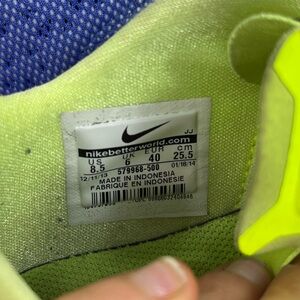 JJ
nikebetterworld.com
US UK EUR cm
8.5 6 40 25.5
12/11/13 579968-500 01/18/14
MADE IN INDONESIA
FABRIQUE EN INDONESIE